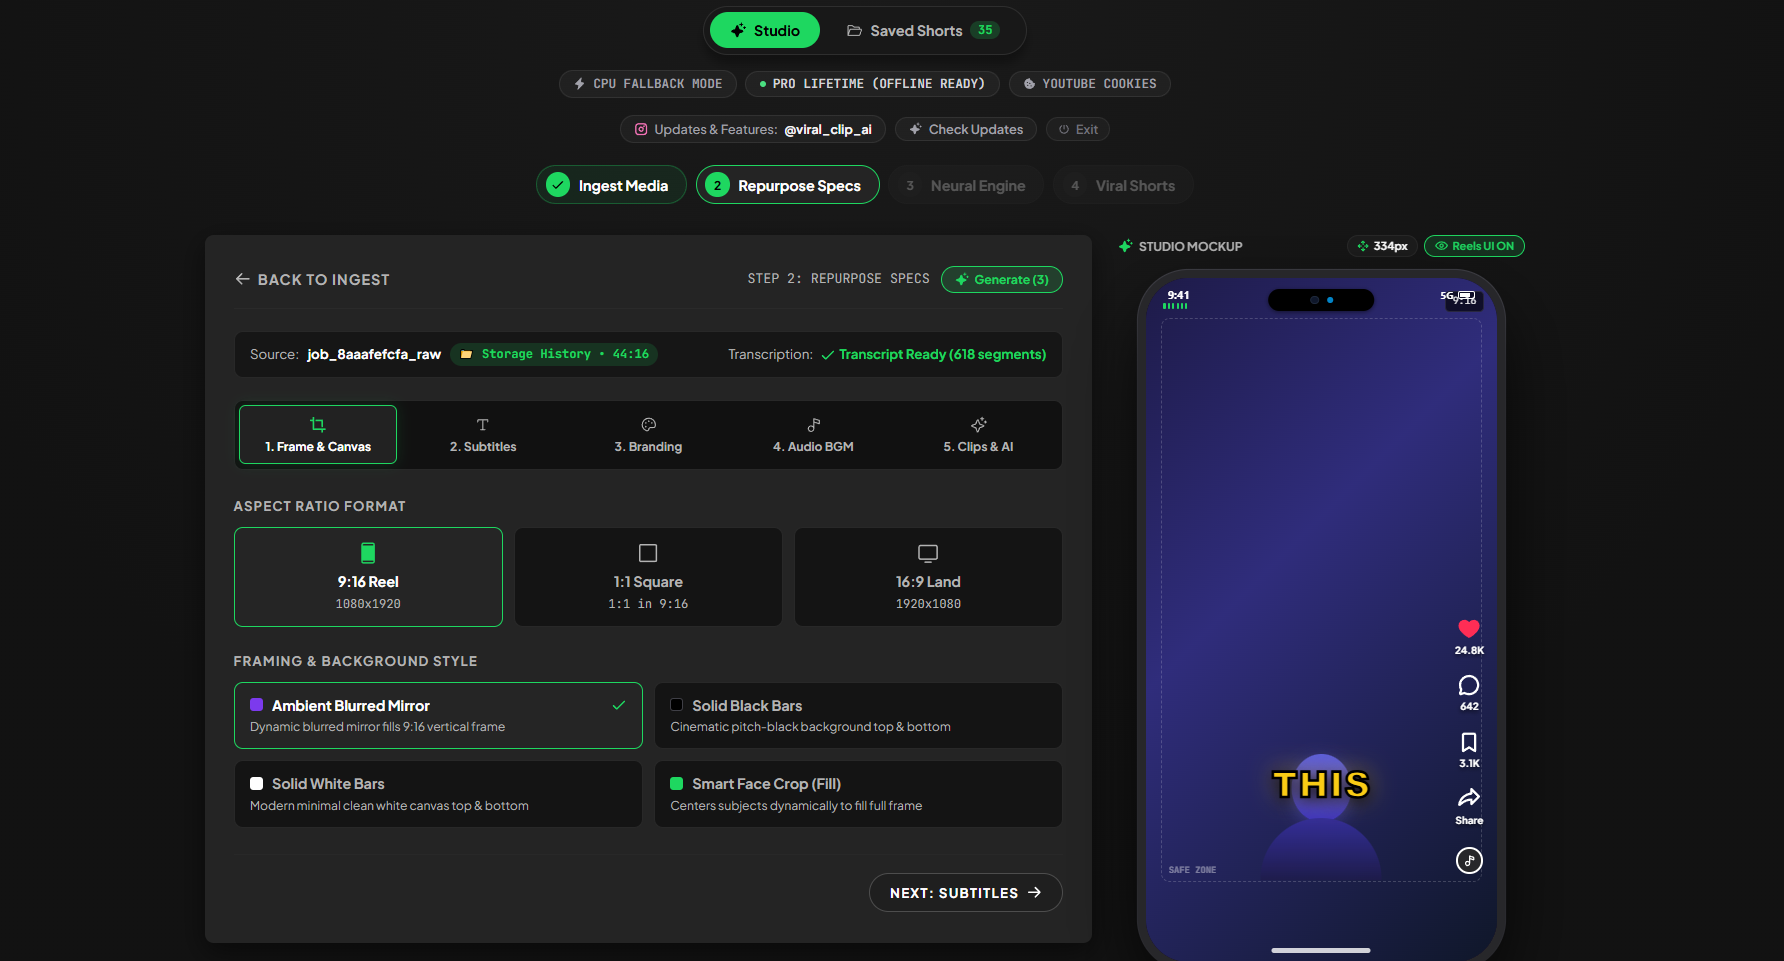 Studio
Saved Shorts 35
CPU FALLBACK MODE
PRO LIFETIME (OFFLINE READY)
YOUTUBE COOKIES
Updates & Features: @viral_clip_ai
Check Updates
Exit
Ingest Media
2 Repurpose Specs
3 Neural Engine
4 Viral Shorts
BACK TO INGEST
STEP 2: REPURPOSE SPECS
Generate (3)
Source: job_8aaafefcfa_raw
Storage History • 44:16
Transcription: Transcript Ready (618 segments)
1. Frame & Canvas
2. Subtitles
3. Branding
4. Audio BGM
5. Clips & AI
ASPECT RATIO FORMAT
9:16 Reel
1080x1920
1:1 Square
1:1 in 9:16
16:9 Land
1920x1080
FRAMING & BACKGROUND STYLE
Ambient Blurred Mirror
Dynamic blurred mirror fills 9:16 vertical frame
Solid Black Bars
Cinematic pitch-black background top & bottom
Solid White Bars
Modern minimal clean white canvas top & bottom
Smart Face Crop (Fill)
Centers subjects dynamically to fill full frame
NEXT: SUBTITLES
STUDIO MOCKUP
334px
Reels UI ON
9:41
5G
9:16
24.8K
642
3.1K
Share
THIS
SAFE ZONE